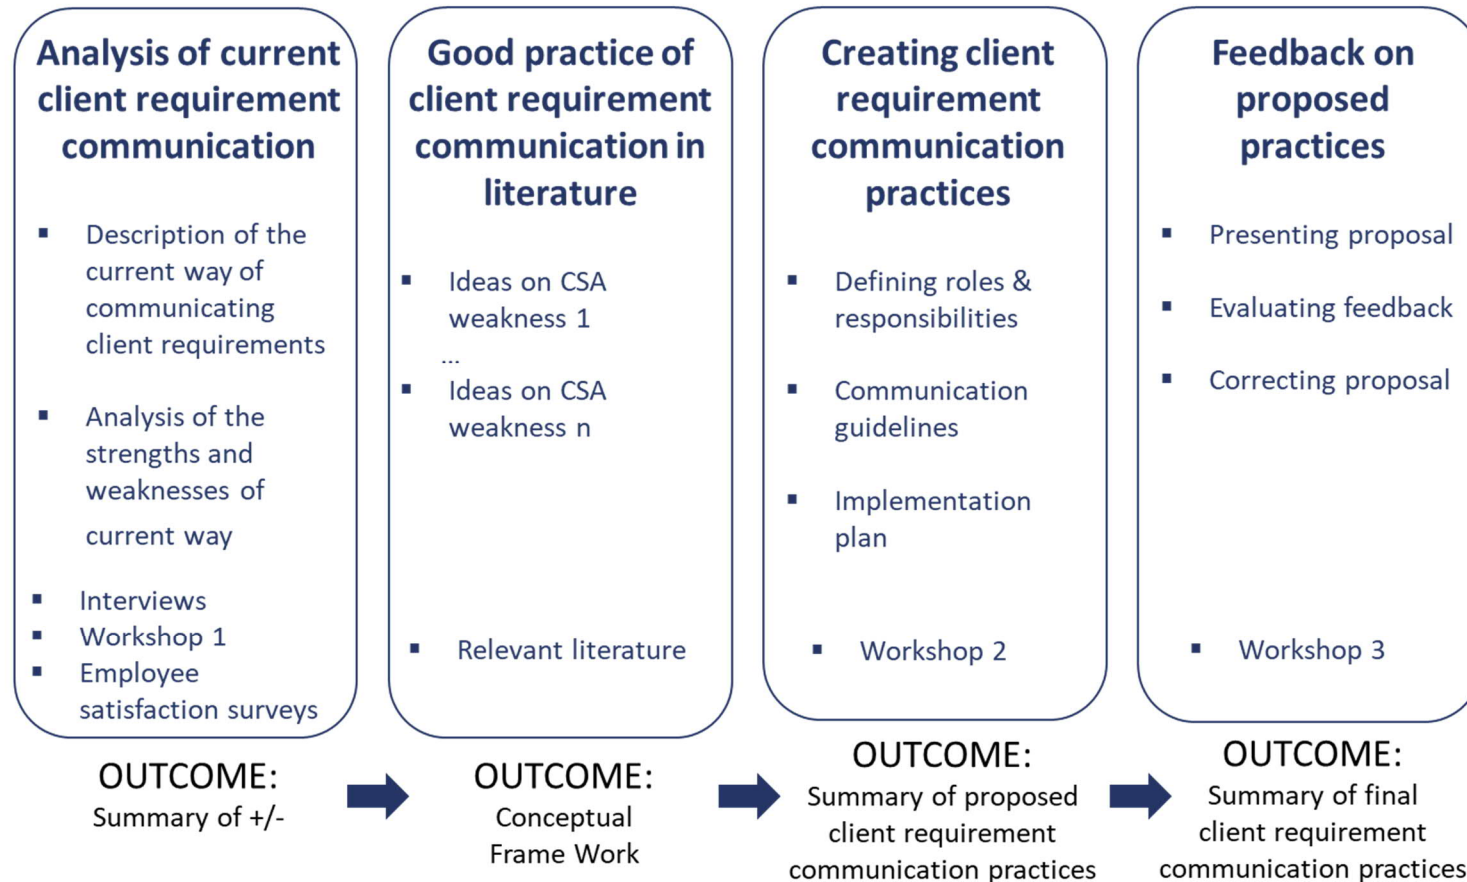 Analysis of current
client requirement
communication
▪ Description of the
current way of
communicating
client requirements
▪ Analysis of the
strengths and
weaknesses of
current way
▪ Interviews
▪ Workshop 1
▪ Employee
satisfaction surveys
OUTCOME:
Summary of +/-
Good practice of
client requirement
communication in
literature
▪ Ideas on CSA
weakness 1
...
▪ Ideas on CSA
weakness n
▪ Relevant literature
OUTCOME:
Conceptual
Frame Work
Creating client
requirement
communication
practices
▪ Defining roles &
responsibilities
▪ Communication
guidelines
▪ Implementation
plan
▪ Workshop 2
OUTCOME:
Summary of proposed
client requirement
communication practices
Feedback on
proposed
practices
▪ Presenting proposal
▪ Evaluating feedback
▪ Correcting proposal
▪ Workshop 3
OUTCOME:
Summary of final
client requirement
communication practices